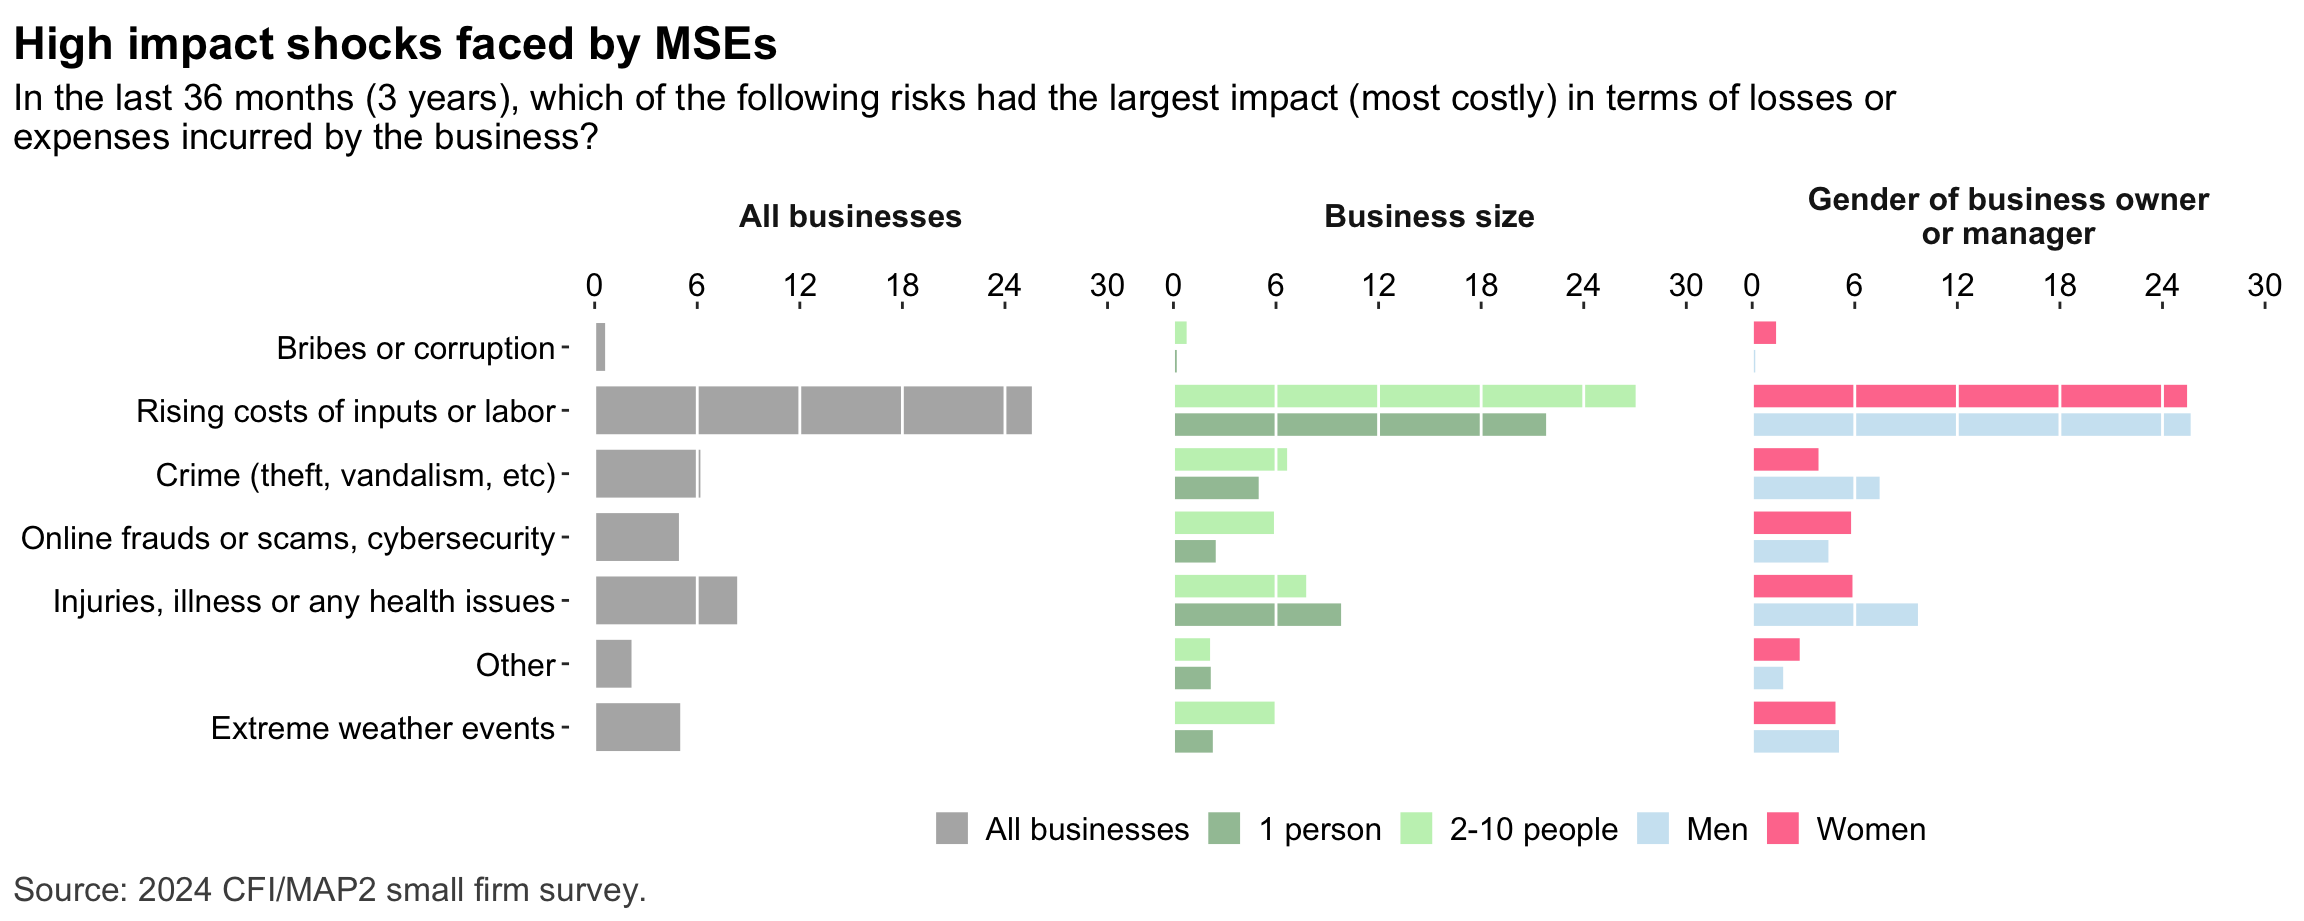 High impact shocks faced by MSEs
In the last 36 months (3 years), which of the following risks had the largest impact (most costly) in terms of losses or
expenses incurred by the business?
All businesses
Business size
Gender of business owner
or manager
0 6 12 18 24 30
0 6 12 18 24 30
0 6 12 18 24 30
Bribes or corruption
Rising costs of inputs or labor
Crime (theft, vandalism, etc)
Online frauds or scams, cybersecurity
Injuries, illness or any health issues
Other
Extreme weather events
All businesses 1 person 2-10 people Men Women
Source: 2024 CFI/MAP2 small firm survey.